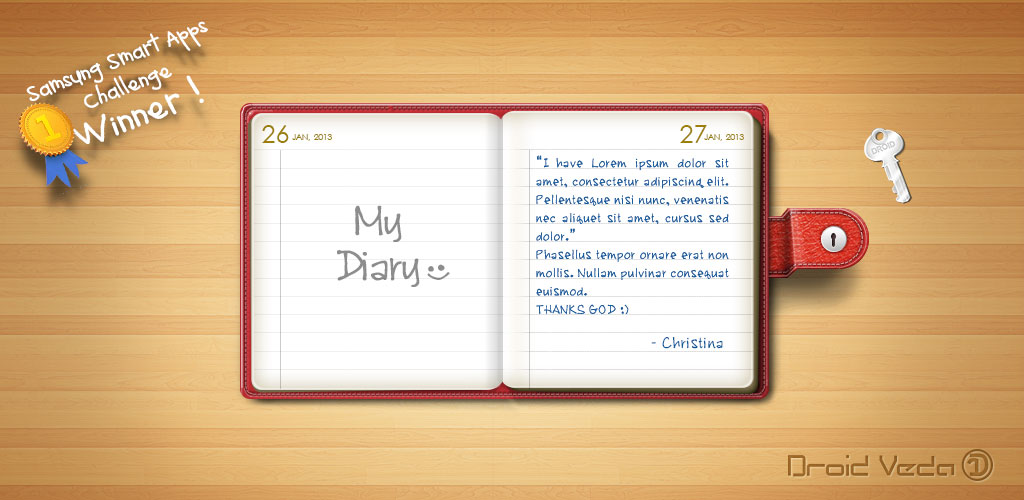 Samsung Smart Apps
Challenge
Winner !
1
26 JAN, 2013
My
Diary
27 JAN, 2013
“I have Lorem ipsum dolor sit
amet, consectetur adipiscing elit.
Pellentesque nisi nunc, venenatis
nec aliquet sit amet, cursus sed
dolor.”
Phasellus tempor ornare erat non
mollis. Nullam pulvinar consequat
euismod.
THANKS GOD :)
- Christina
DROID
Droid Veda